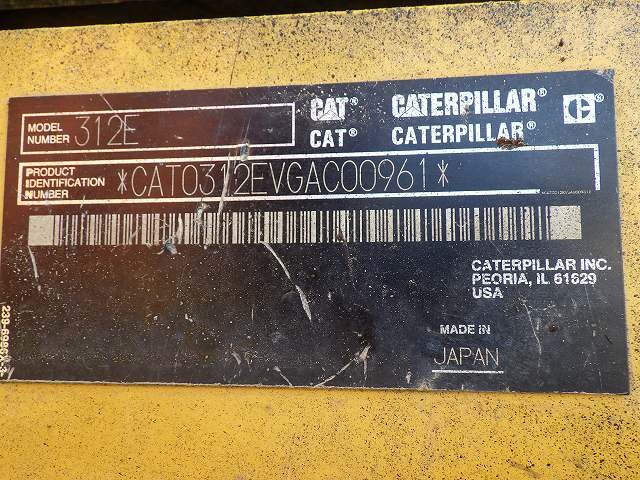 MODEL NUMBER 312E
CAT® CATERPILLAR® C®
CAT® CATERPILLAR®
PRODUCT IDENTIFICATION NUMBER *CAT0312EVGAC00961*
CATERPILLAR INC.
PEORIA, IL 61629
USA
MADE IN
JAPAN